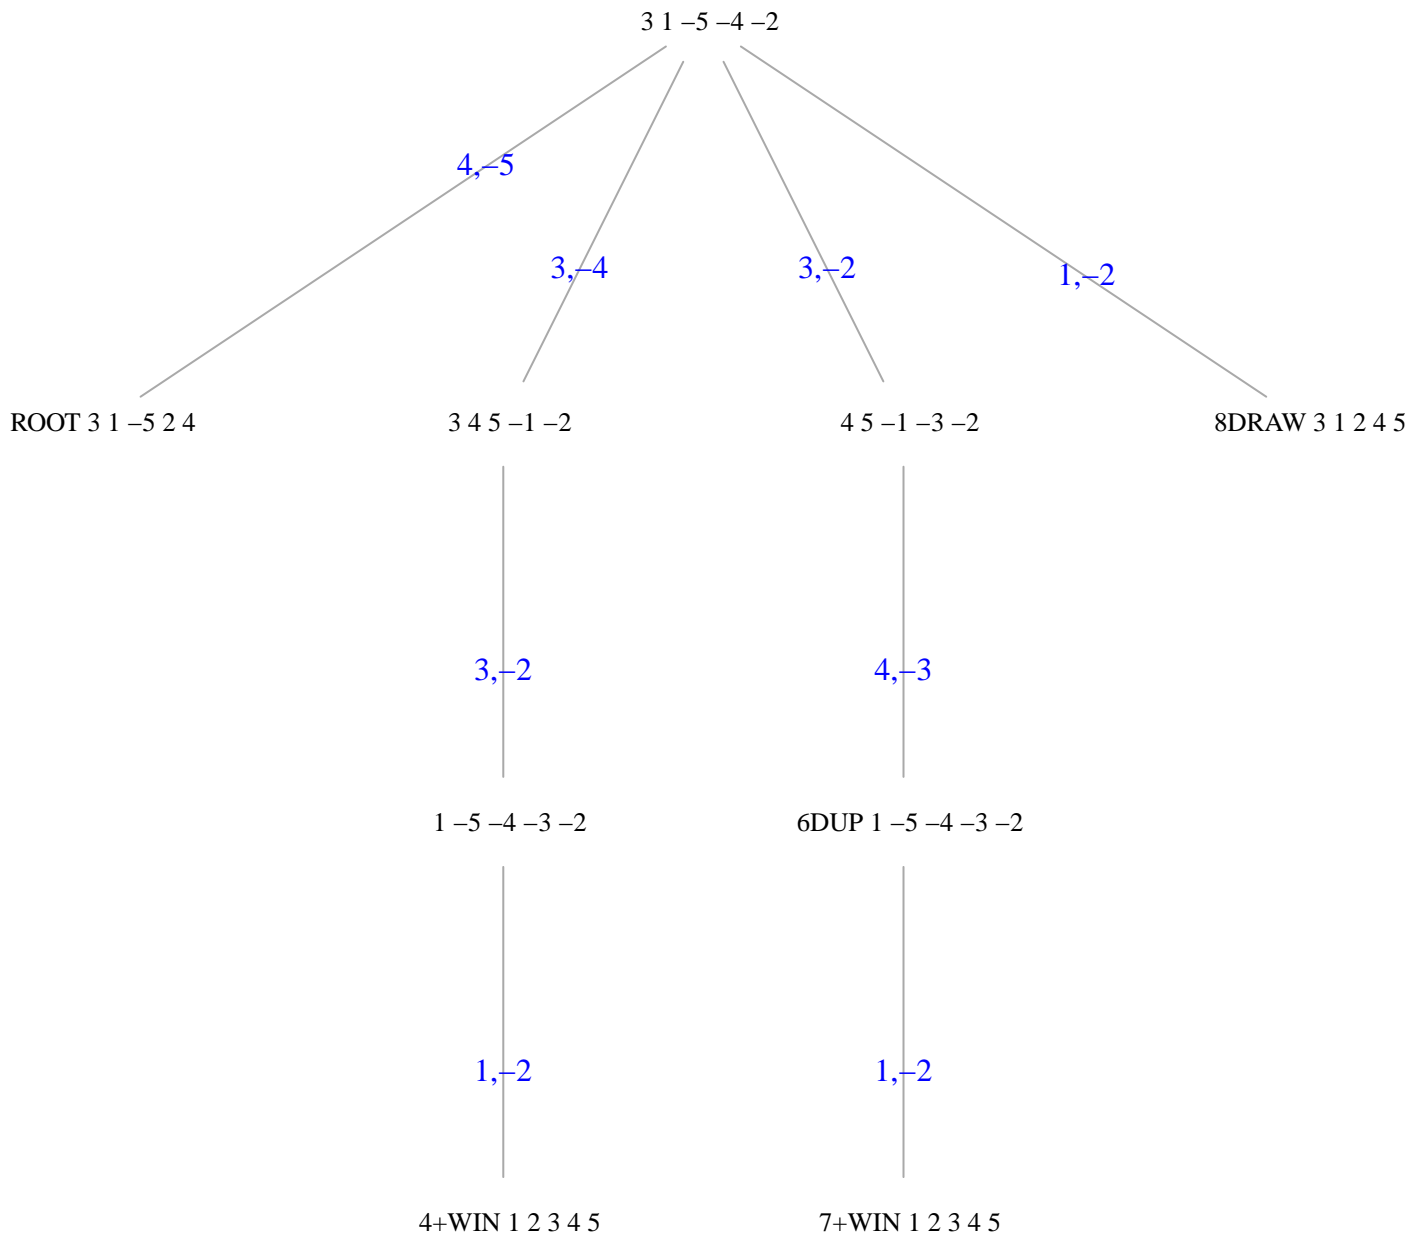 3 1 –5 –4 –2
4,–5
3,–4
3,–2
1,–2
ROOT 3 1 –5 2 4
3 4 5 –1 –2
4 5 –1 –3 –2
8DRAW 3 1 2 4 5
3,–2
4,–3
1 –5 –4 –3 –2
6DUP 1 –5 –4 –3 –2
1,–2
1,–2
4+WIN 1 2 3 4 5
7+WIN 1 2 3 4 5